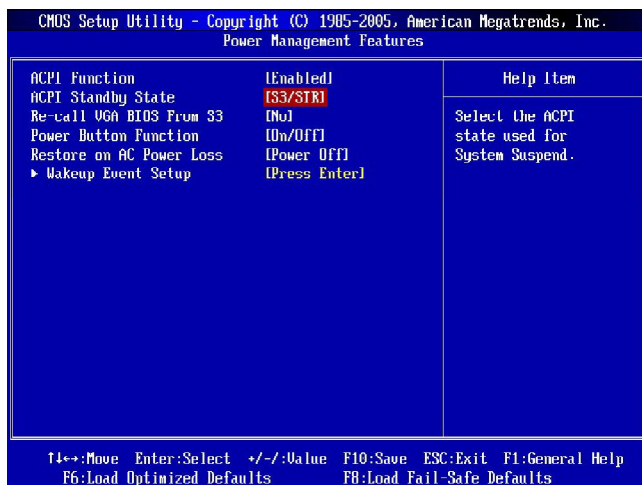 CMOS Setup Utility - Copyright (C) 1985-2005, American Megatrends, Inc.
Power Management Features
ACPI Function [Enabled]
ACPI Standby State [S3/STR]
Re-call VGA BIOS From S3 [No]
Power Button Function [On/Off]
Restore on AC Power Loss [Power Off]
▶ Wakeup Event Setup [Press Enter]
Help Item
Select the ACPI
state used for
System Suspend.
↑↓←→:Move Enter:Select +/-/:Value F10:Save ESC:Exit F1:General Help
F6:Load Optimized Defaults F8:Load Fail-Safe Defaults